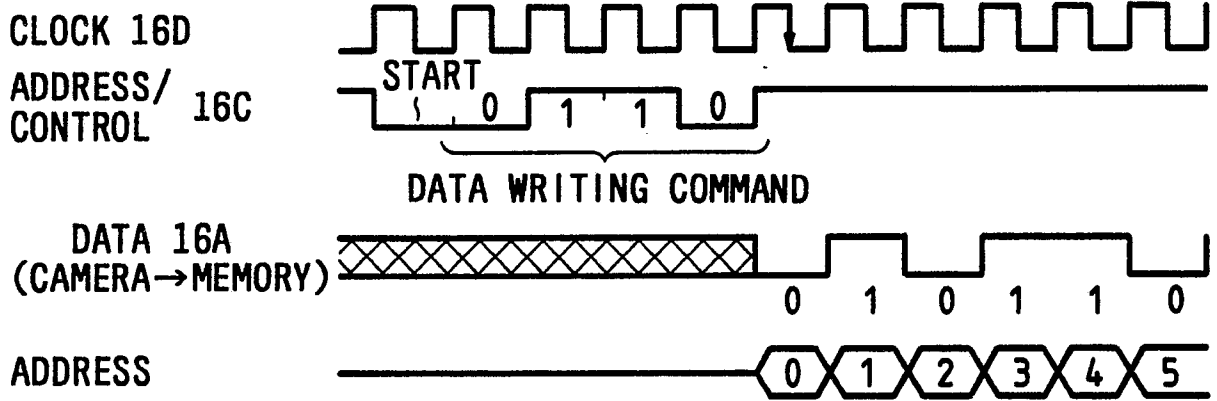 CLOCK 16D
ADDRESS/
CONTROL 16C
START
0 1 1 0
DATA WRITING COMMAND
DATA 16A
(CAMERA→MEMORY)
0 1 0 1 1 0
ADDRESS 0 1 2 3 4 5